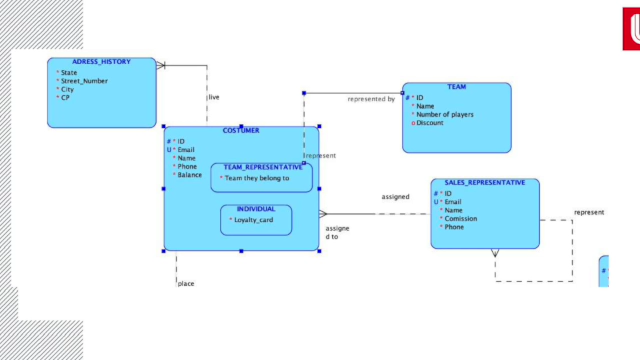 ADRESS_HISTORY
* State
* Street_Number
* City
* CP
live
COSTUMER
# * ID
U * Email
* Name
* Phone
* Balance
TEAM_REPRESENTATIVE
* Team they belong to
INDIVIDUAL
* Loyalty_card
place
represent
represented by
TEAM
# * ID
* Name
* Number of players
o Discount
assigned
assigne
d to
SALES_REPRESENTATIVE
# * ID
U * Email
* Name
* Comission
* Phone
represent
#